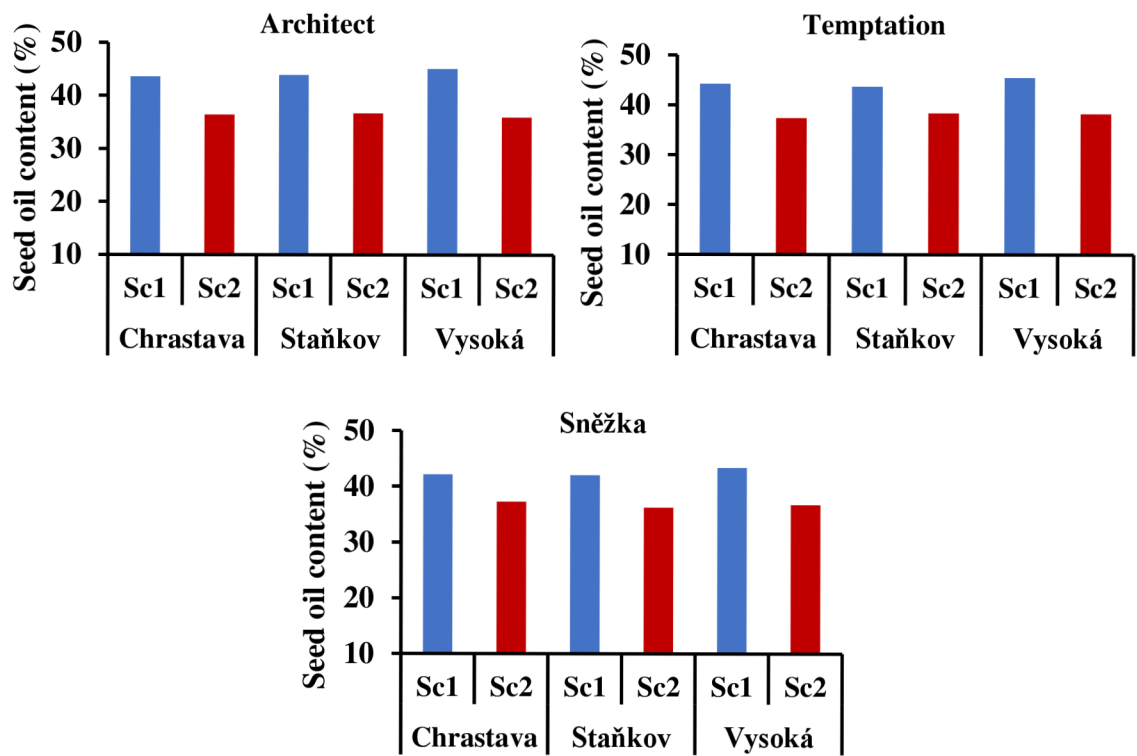 Architect
Seed oil content (%)
50
40
30
20
10
Sc1 Sc2 Sc1 Sc2 Sc1 Sc2
Chrastava Staňkov Vysoká
Temptation
Seed oil content (%)
50
40
30
20
10
Sc1 Sc2 Sc1 Sc2 Sc1 Sc2
Chrastava Staňkov Vysoká
Sněžka
Seed oil content (%)
50
40
30
20
10
Sc1 Sc2 Sc1 Sc2 Sc1 Sc2
Chrastava Staňkov Vysoká